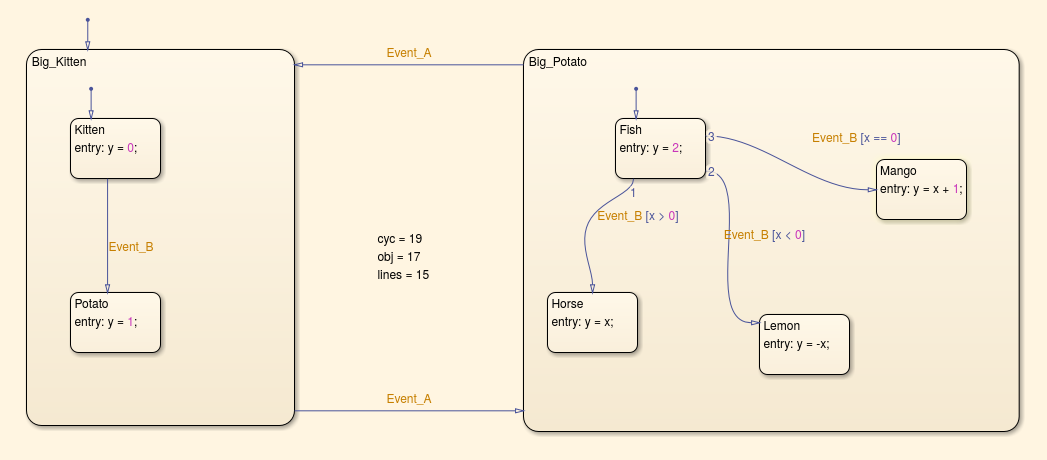 Big_Kitten
Kitten
entry: y = 0;
Event_B
Potato
entry: y = 1;
Event_A
cyc = 19
obj = 17
lines = 15
Event_A
Big_Potato
Fish
entry: y = 2;
3
Event_B [x == 0]
2
1
Mango
entry: y = x + 1;
Event_B [x > 0]
Event_B [x < 0]
Horse
entry: y = x;
Lemon
entry: y = -x;